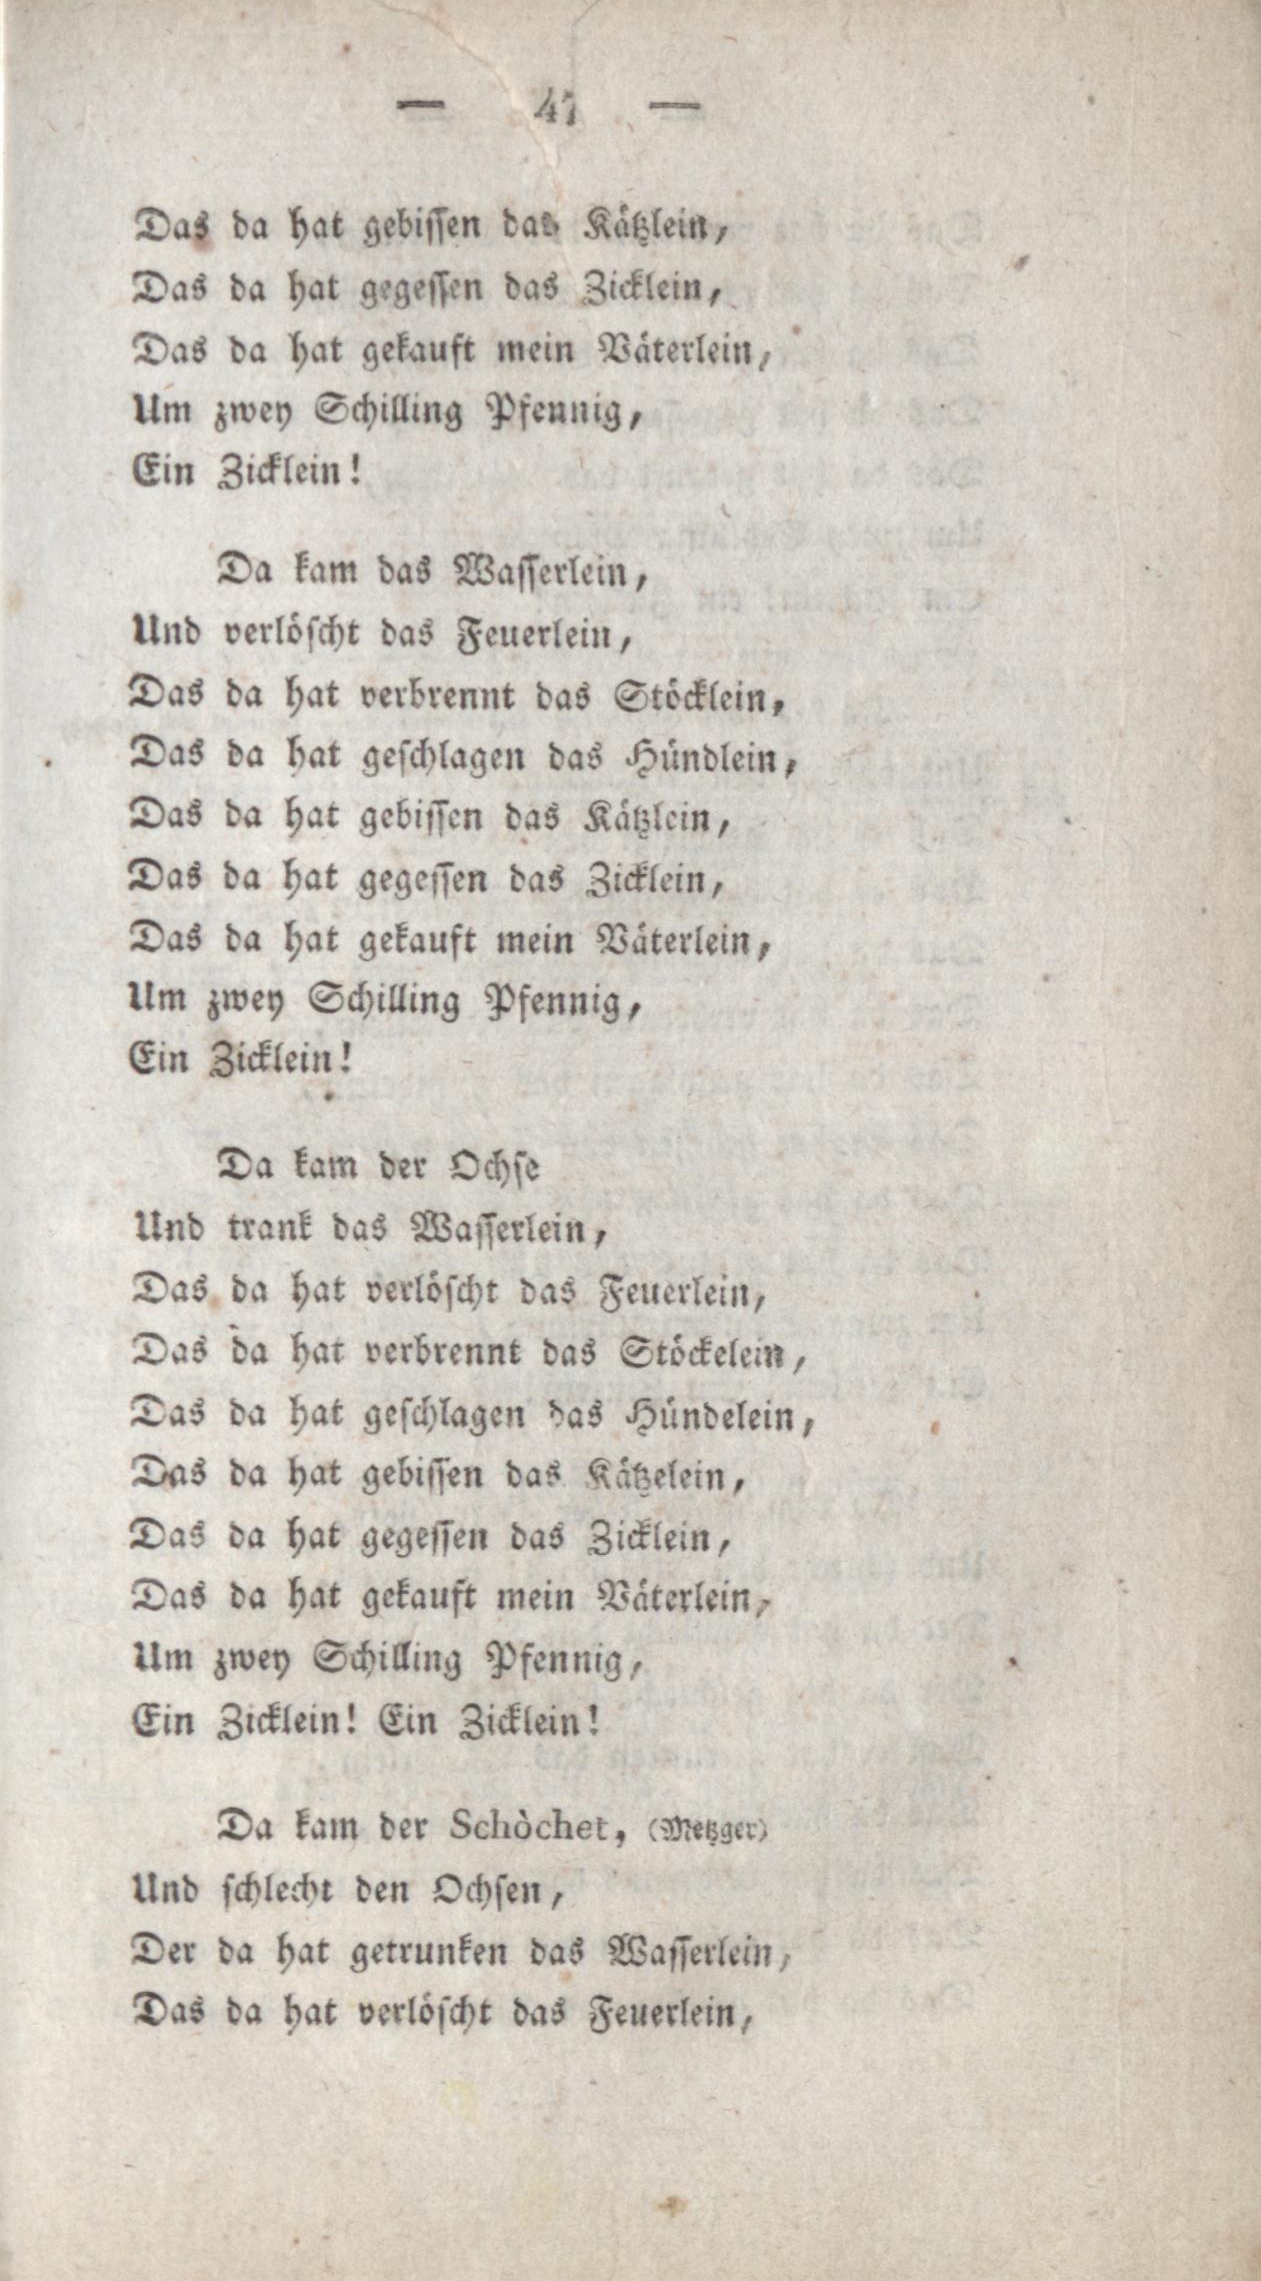 — 47 —
Das da hat gebissen das Kätzlein,
Das da hat gegessen das Zicklein,
Das da hat gekauft mein Väterlein,
Um zwey Schilling Pfennig,
Ein Zicklein!
Da kam das Wasserlein,
Und verlöscht das Feuerlein,
Das da hat verbrennt das Stöcklein,
Das da hat geschlagen das Hündlein,
Das da hat gebissen das Kätzlein,
Das da hat gegessen das Zicklein,
Das da hat gekauft mein Väterlein,
Um zwey Schilling Pfennig,
Ein Zicklein!
Da kam der Ochse
Und trank das Wasserlein,
Das da hat verlöscht das Feuerlein,
Das da hat verbrennt das Stöckelein,
Das da hat geschlagen das Hündelein,
Das da hat gebissen das Kätzelein,
Das da hat gegessen das Zicklein,
Das da hat gekauft mein Väterlein,
Um zwey Schilling Pfennig,
Ein Zicklein! Ein Zicklein!
Da kam der Schòchet, (Metzger)
Und schlecht den Ochsen,
Der da hat getrunken das Wasserlein,
Das da hat verlöscht das Feuerlein,